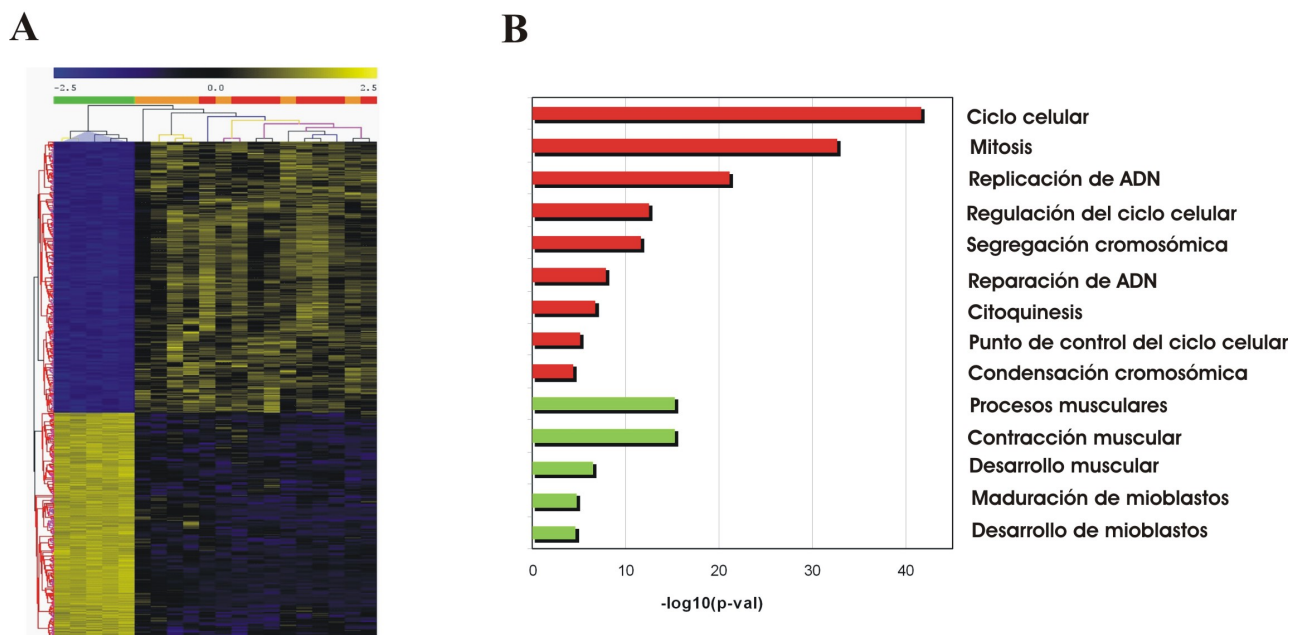 A
B
-2.5 0.0 2.5
Ciclo celular
Mitosis
Replicación de ADN
Regulación del ciclo celular
Segregación cromosómica
Reparación de ADN
Citoquinesis
Punto de control del ciclo celular
Condensación cromosómica
Procesos musculares
Contracción muscular
Desarrollo muscular
Maduración de mioblastos
Desarrollo de mioblastos
0 10 20 30 40
-log10(p-val)